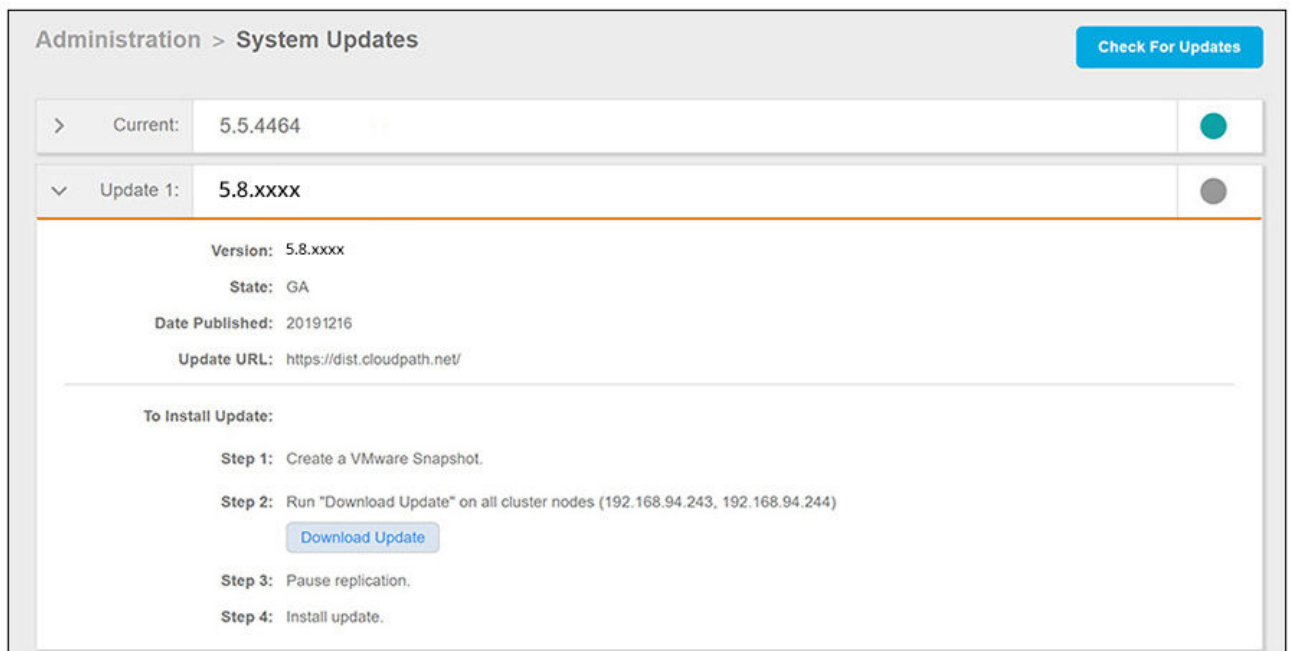 Administration > System Updates
Check For Updates
Current: 5.5.4464
Update 1: 5.8.xxxx
Version: 5.8.xxxx
State: GA
Date Published: 20191216
Update URL: https://dist.cloudpath.net/
To Install Update:
Step 1: Create a VMware Snapshot.
Step 2: Run "Download Update" on all cluster nodes (192.168.94.243, 192.168.94.244)
Download Update
Step 3: Pause replication.
Step 4: Install update.